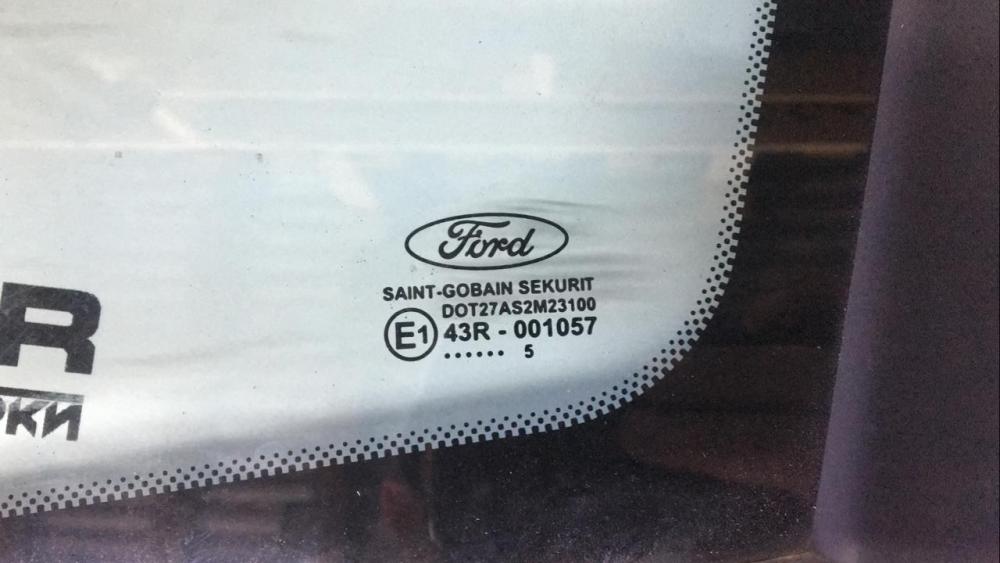 Ford
SAINT-GOBAIN SEKURIT
DOT27AS2M23100
E1 43R - 001057
...... 5
R